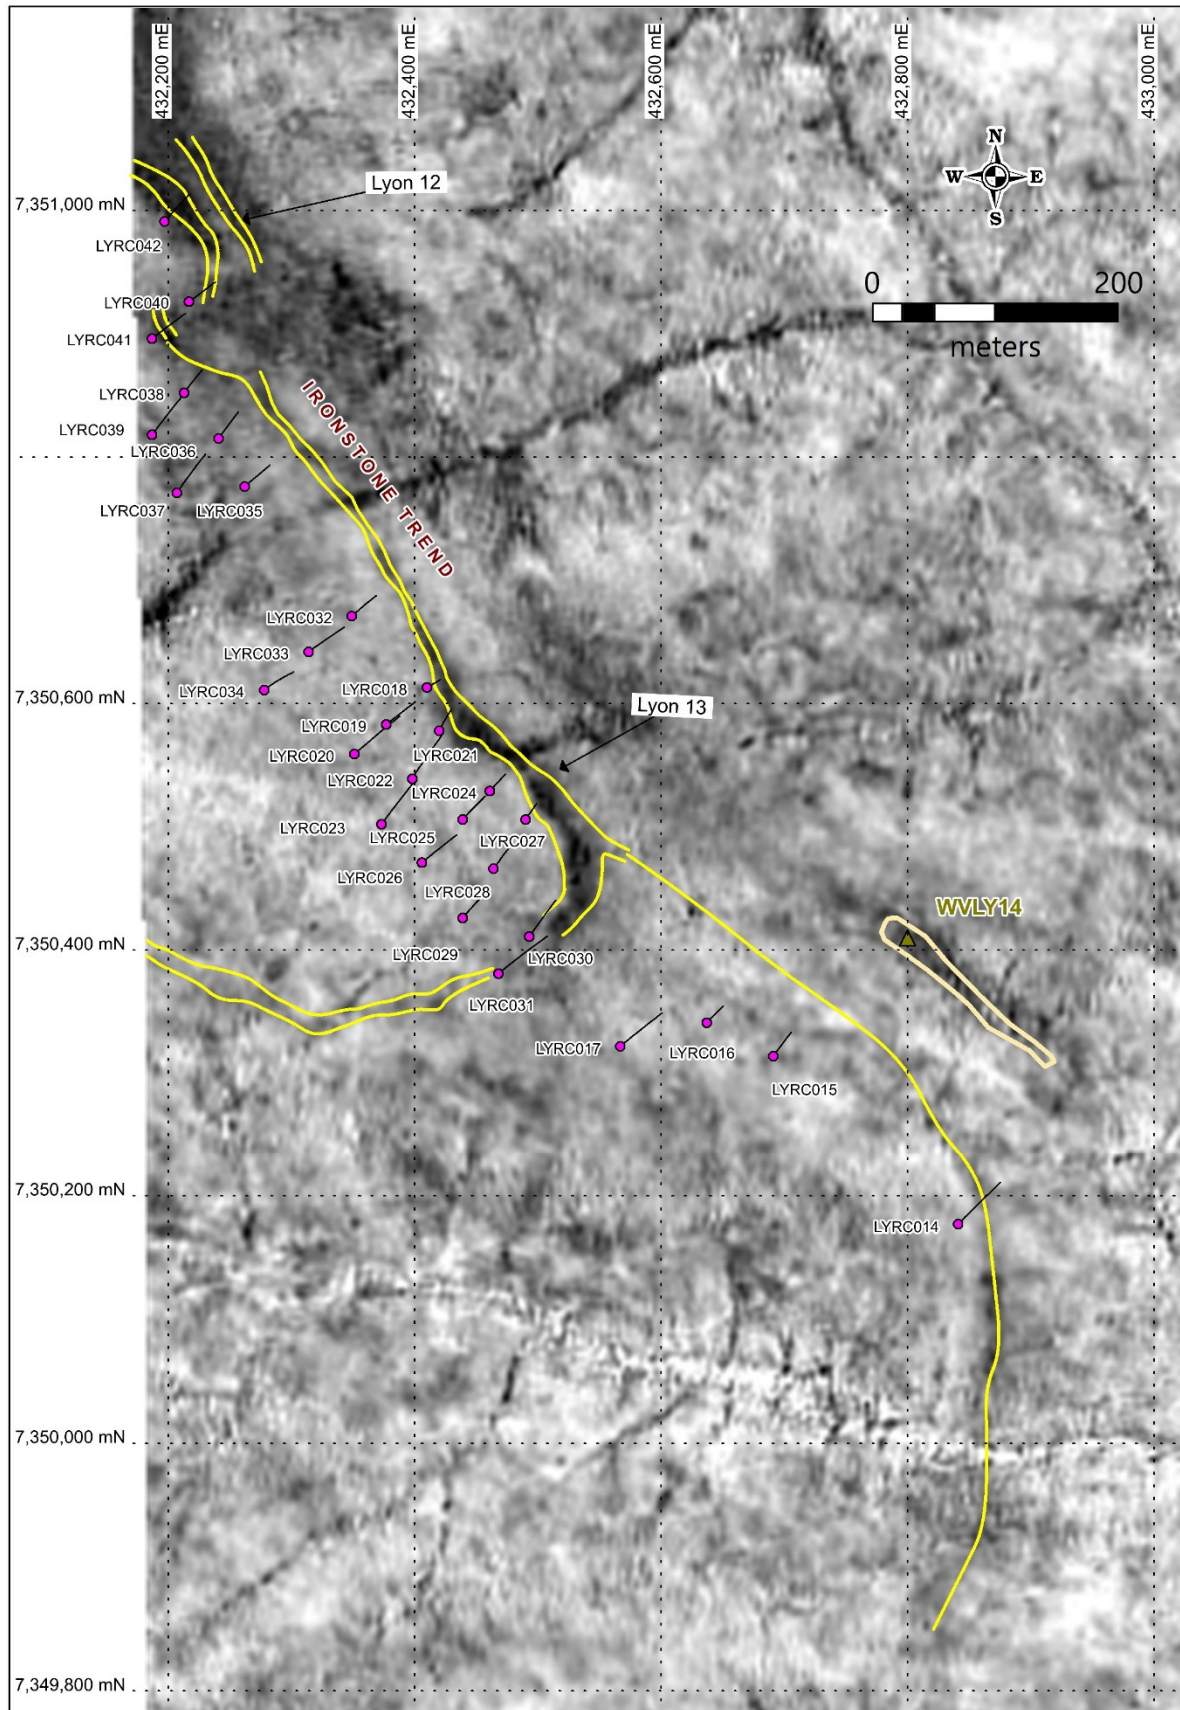 432,200 mE
432,400 mE
432,600 mE
432,800 mE
433,000 mE
N
W E
S
Lyon 12
7,351,000 mN
LYRC042
0 200
meters
LYRC040
LYRC041
LYRC038
LYRC039
LYRC036
LYRC037
LYRC035
IRONSTONE TREND
LYRC032
LYRC033
LYRC034
LYRC018
7,350,600 mN
Lyon 13
LYRC019
LYRC021
LYRC020
LYRC022
LYRC024
LYRC023
LYRC025
LYRC027
LYRC026
LYRC028
WVLY14
7,350,400 mN
LYRC029
LYRC030
LYRC031
LYRC017
LYRC016
LYRC015
7,350,200 mN
LYRC014
7,350,000 mN
7,349,800 mN